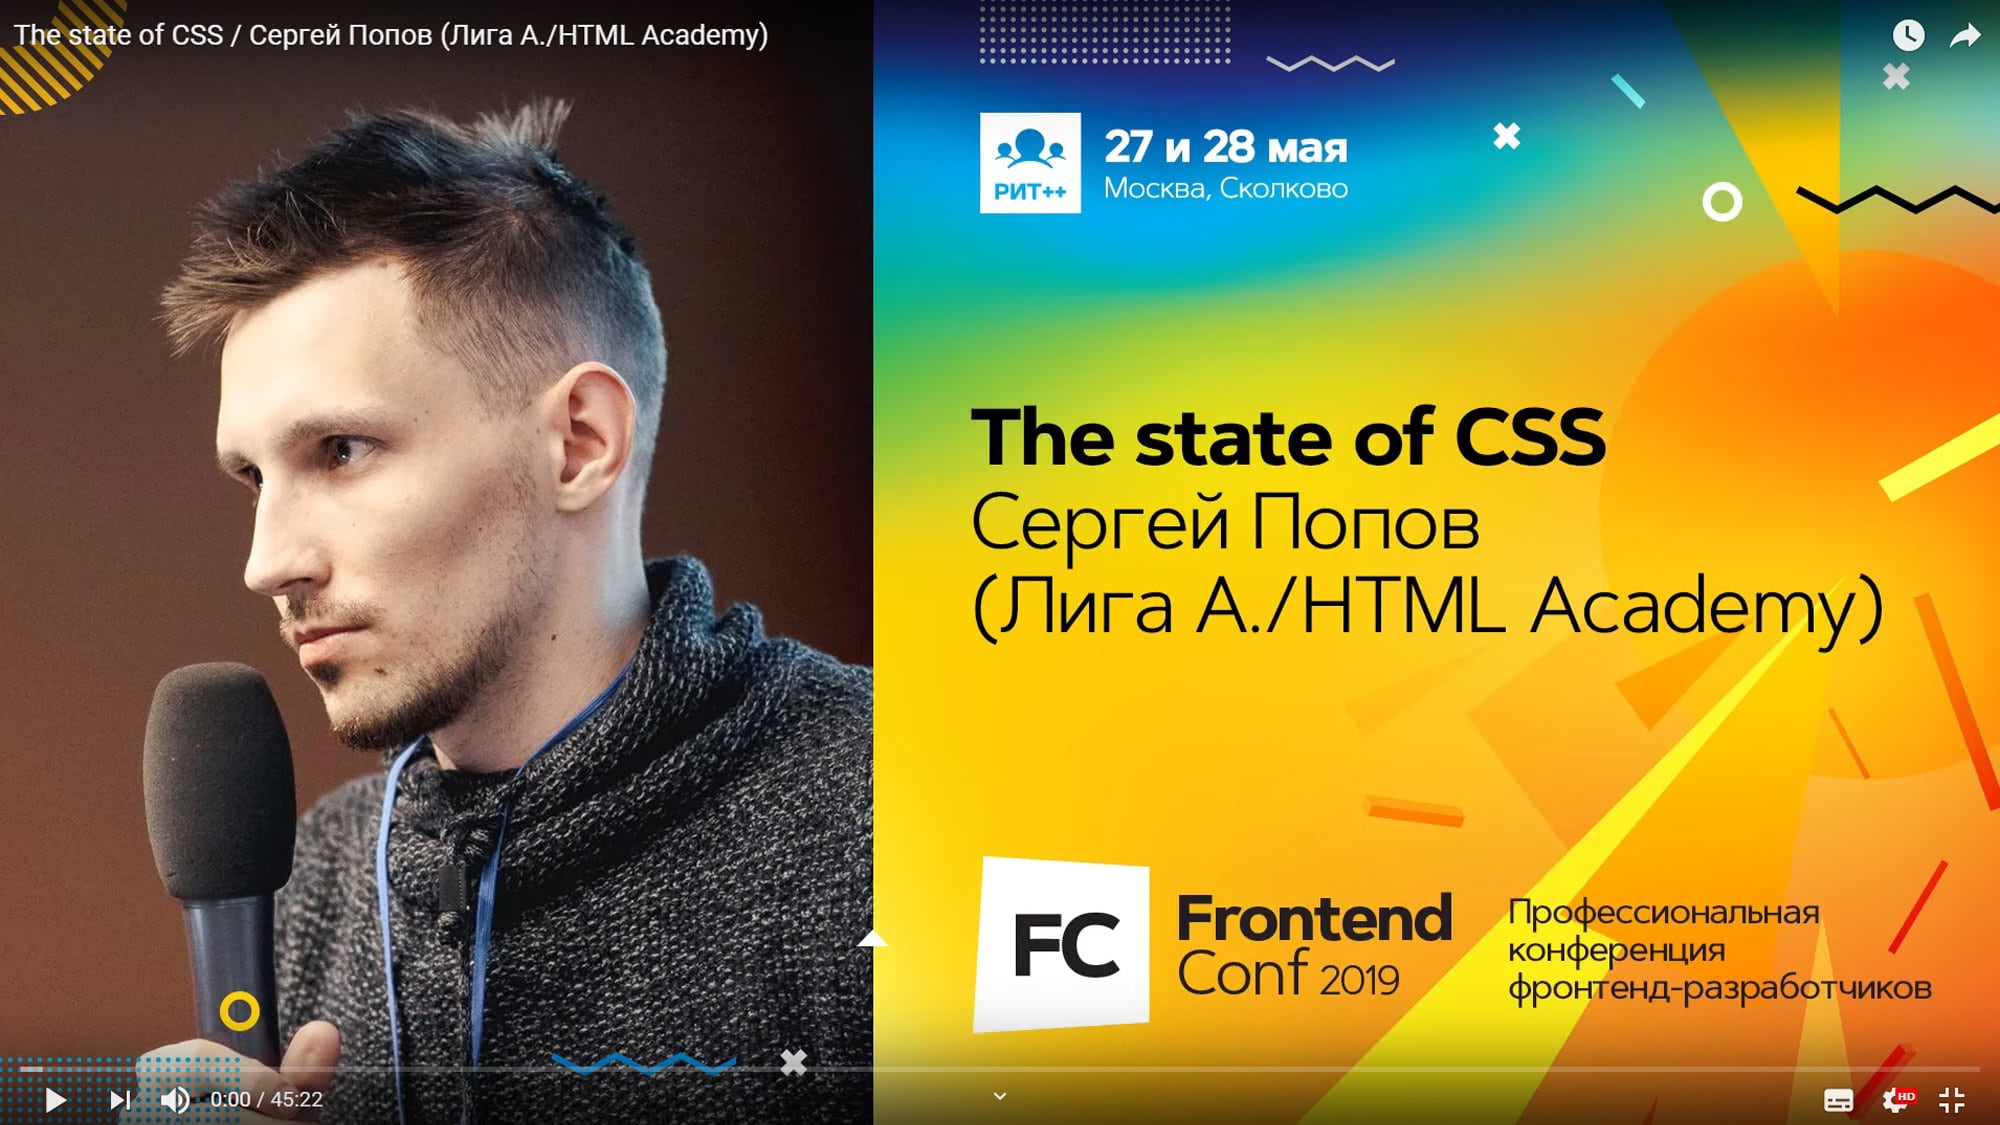 The state of CSS / Сергей Попов (Лига А./HTML Academy)
РИТ++
27 и 28 мая
Москва, Сколково
The state of CSS
Сергей Попов
(Лига А./HTML Academy)
FC
Frontend
Conf 2019
Профессиональная
конференция
фронтенд-разработчиков
0:00 / 45:22
HD